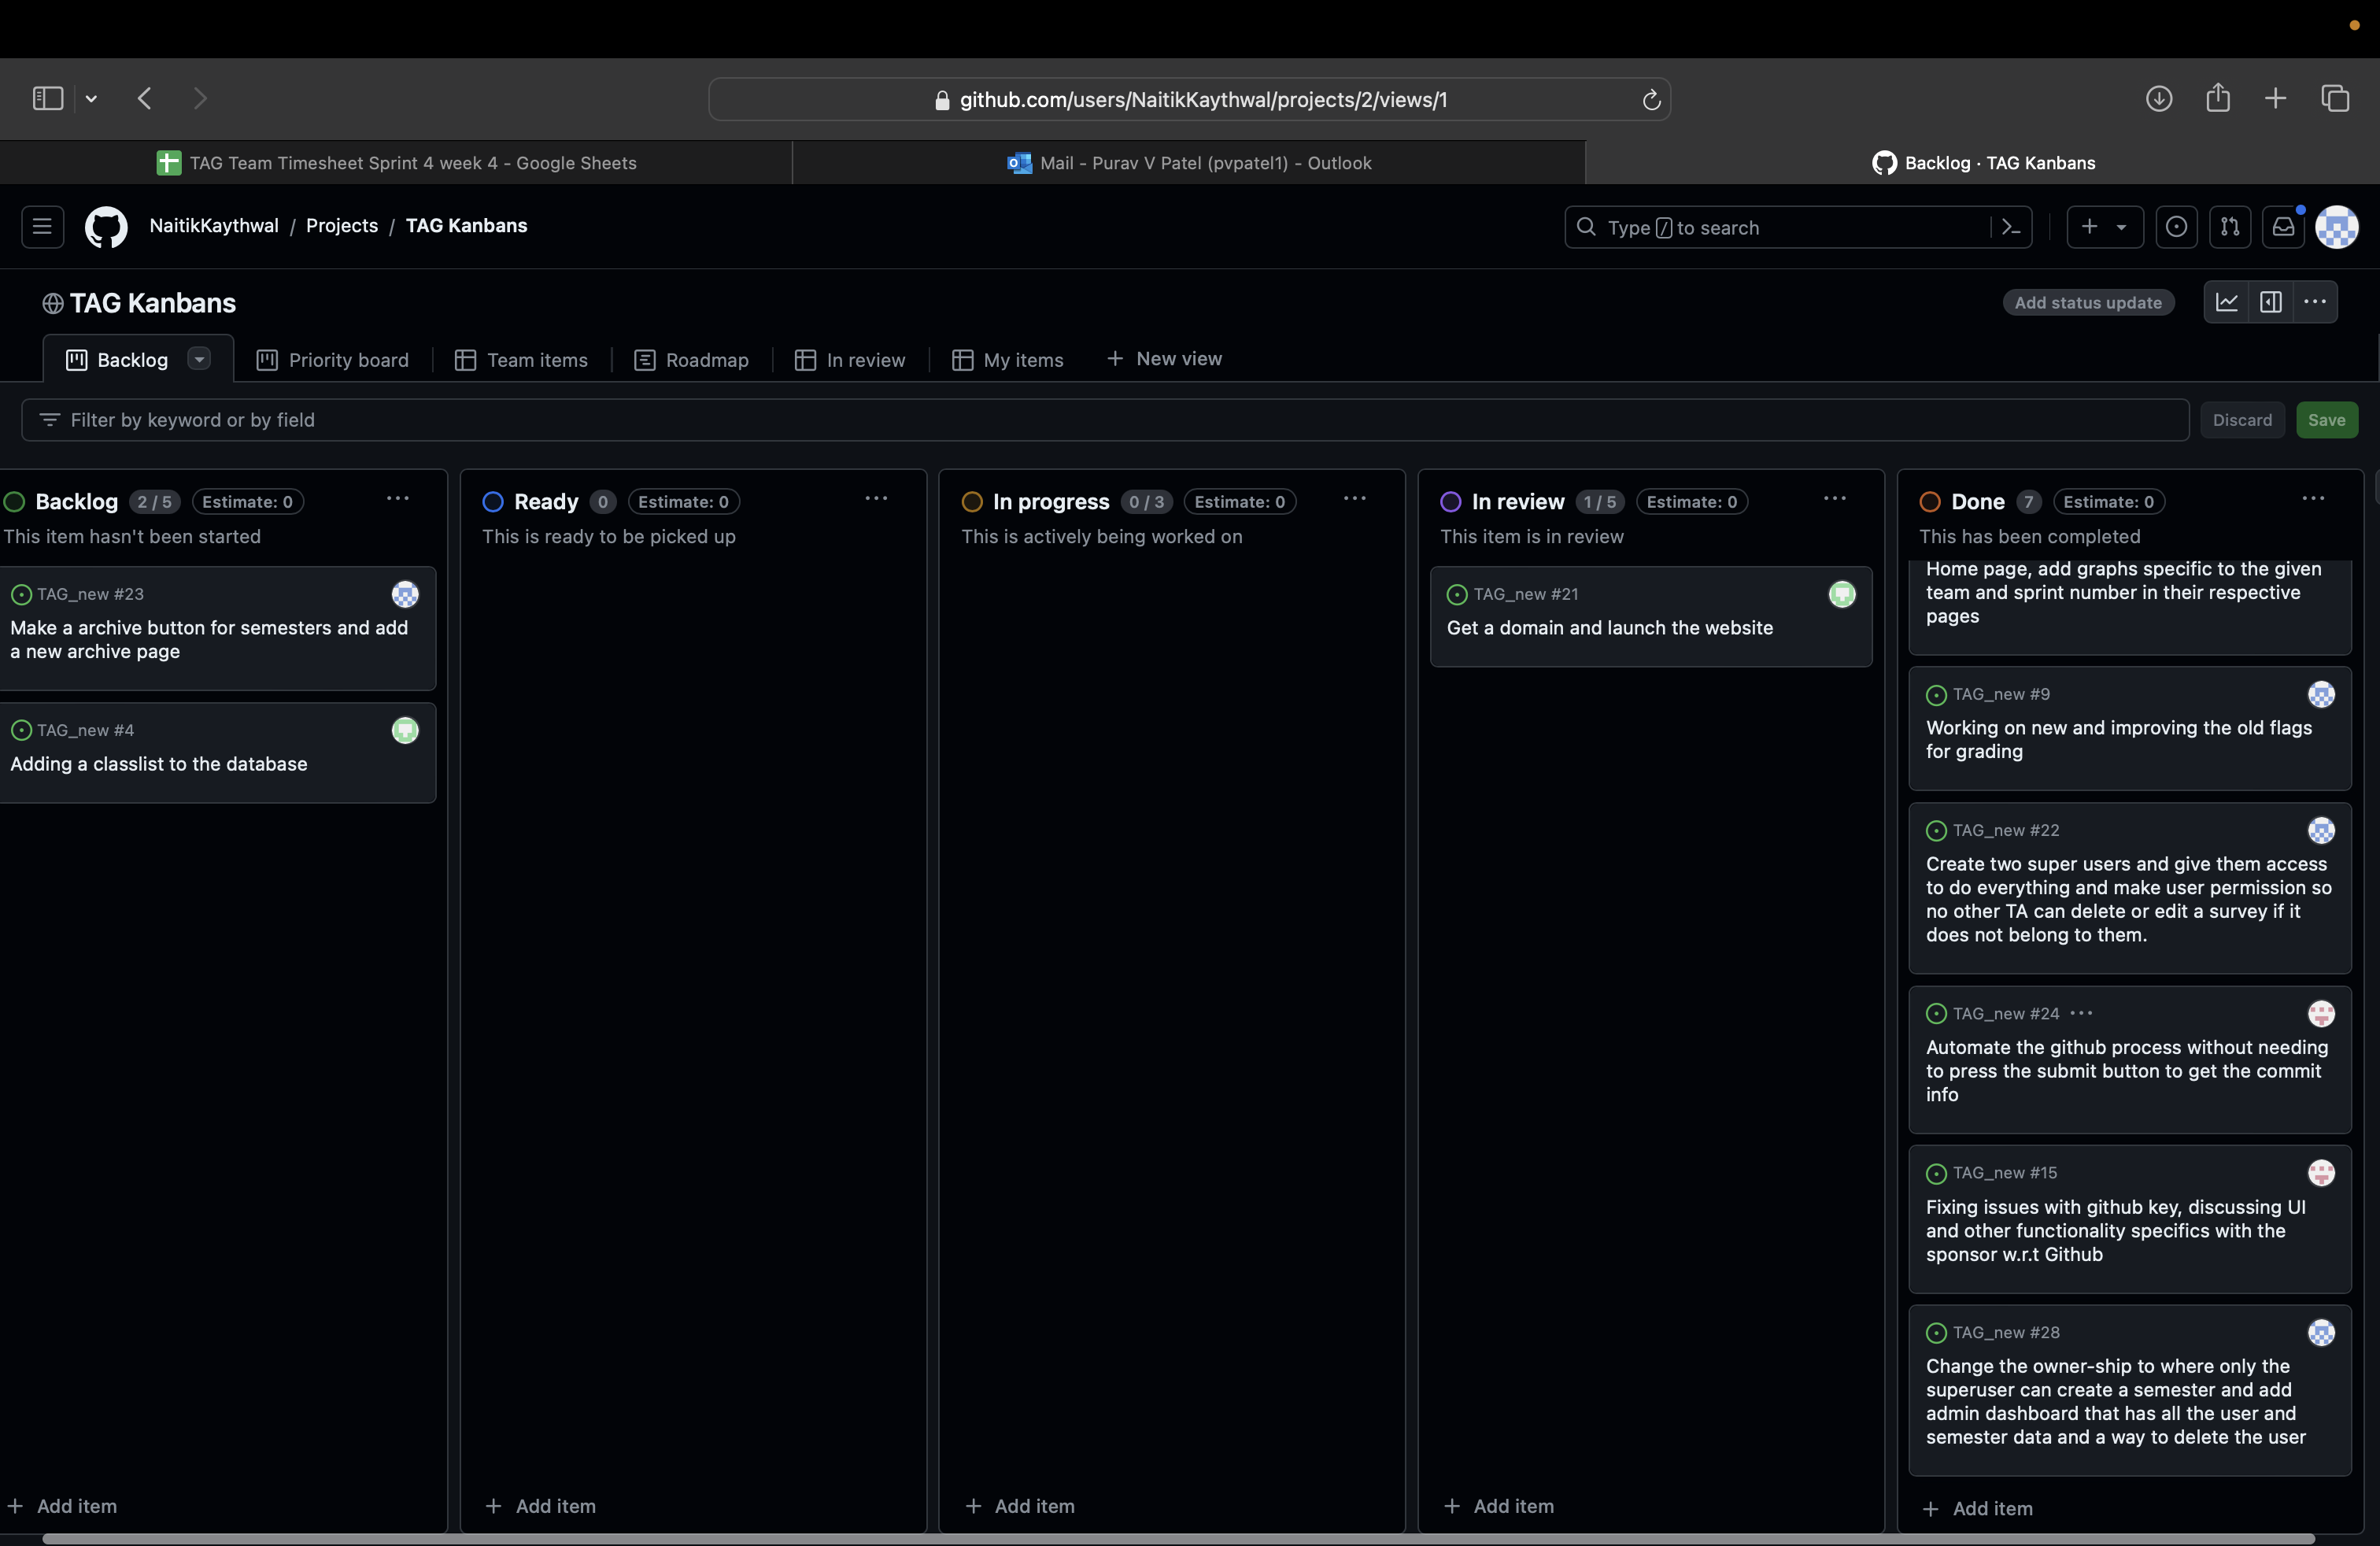 github.com/users/NaitikKaythwal/projects/2/views/1
TAG Team Timesheet Sprint 4 week 4 - Google Sheets
Mail - Purav V Patel (pvpatel1) - Outlook
Backlog · TAG Kanbans
NaitikKaythwal / Projects / TAG Kanbans
Type / to search
TAG Kanbans
Add status update
Backlog
Priority board
Team items
Roadmap
In review
My items
New view
Filter by keyword or by field
Discard
Save
Backlog 2 / 5 Estimate: 0
This item hasn't been started
TAG_new #23
Make a archive button for semesters and add
a new archive page
TAG_new #4
Adding a classlist to the database
Add item
Ready 0 Estimate: 0
This is ready to be picked up
Add item
In progress 0 / 3 Estimate: 0
This is actively being worked on
Add item
In review 1 / 5 Estimate: 0
This item is in review
TAG_new #21
Get a domain and launch the website
Add item
Done 7 Estimate: 0
This has been completed
Home page, add graphs specific to the given
team and sprint number in their respective
pages
TAG_new #9
Working on new and improving the old flags
for grading
TAG_new #22
Create two super users and give them access
to do everything and make user permission so
no other TA can delete or edit a survey if it
does not belong to them.
TAG_new #24
Automate the github process without needing
to press the submit button to get the commit
info
TAG_new #15
Fixing issues with github key, discussing UI
and other functionality specifics with the
sponsor w.r.t Github
TAG_new #28
Change the owner-ship to where only the
superuser can create a semester and add
admin dashboard that has all the user and
semester data and a way to delete the user
Add item